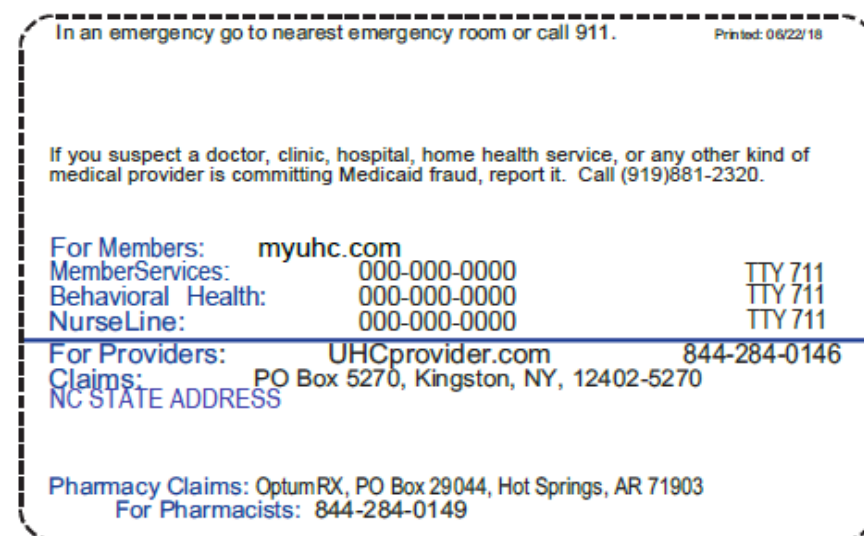 In an emergency go to nearest emergency room or call 911. Printed: 06/22/18
If you suspect a doctor, clinic, hospital, home health service, or any other kind of
medical provider is committing Medicaid fraud, report it. Call (919)881-2320.
For Members: myuhc.com
MemberServices: 000-000-0000 TTY 711
Behavioral Health: 000-000-0000 TTY 711
NurseLine: 000-000-0000 TTY 711
For Providers: UHCprovider.com 844-284-0146
Claims: PO Box 5270, Kingston, NY, 12402-5270
NC STATE ADDRESS
Pharmacy Claims: OptumRX, PO Box 29044, Hot Springs, AR 71903
For Pharmacists: 844-284-0149